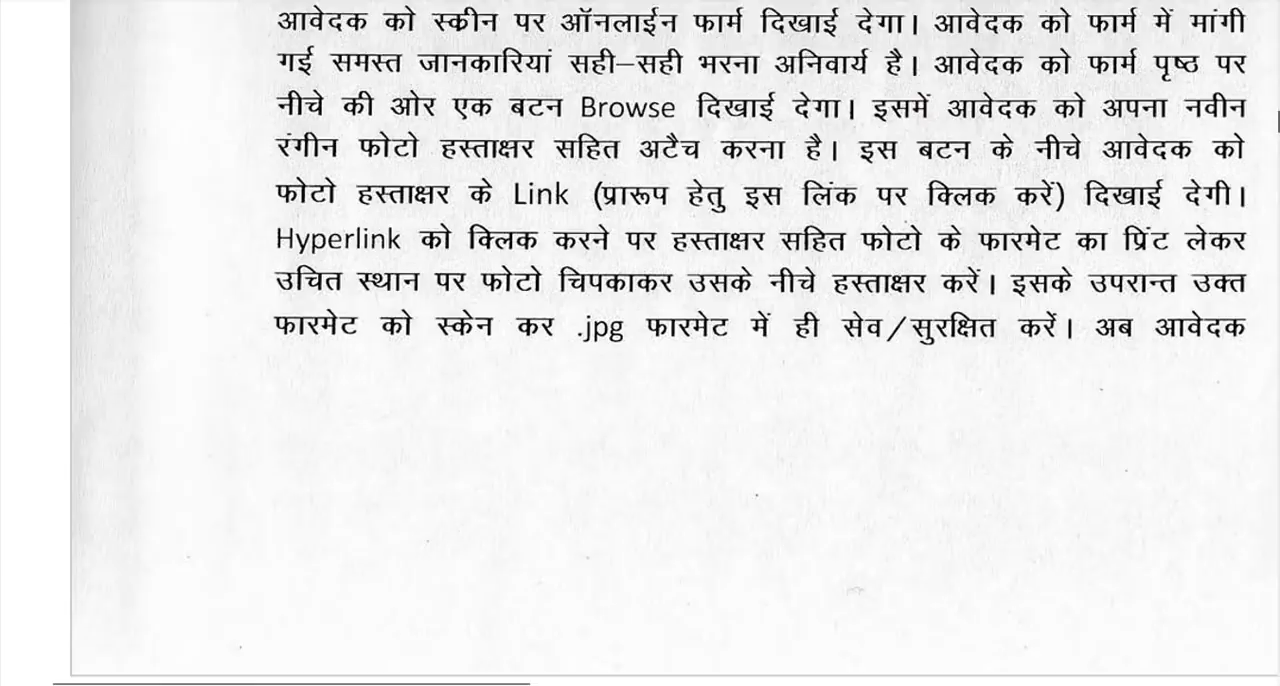 आवेदक को स्कीन पर ऑनलाईन फार्म दिखाई देगा। आवेदक को फार्म में मांगी
गई समस्त जानकारियां सही–सही भरना अनिवार्य है। आवेदक को फार्म पृष्ठ पर
नीचे की ओर एक बटन Browse दिखाई देगा। इसमें आवेदक को अपना नवीन
रंगीन फोटो हस्ताक्षर सहित अटैच करना है। इस बटन के नीचे आवेदक को
फोटो हस्ताक्षर के Link (प्रारूप हेतु इस लिंक पर क्लिक करें) दिखाई देगी।
Hyperlink को क्लिक करने पर हस्ताक्षर सहित फोटो के फारमेट का प्रिंट लेकर
उचित स्थान पर फोटो चिपकाकर उसके नीचे हस्ताक्षर करें। इसके उपरान्त उक्त
फारमेट को स्केन कर .jpg फारमेट में ही सेव/सुरक्षित करें। अब आवेदक